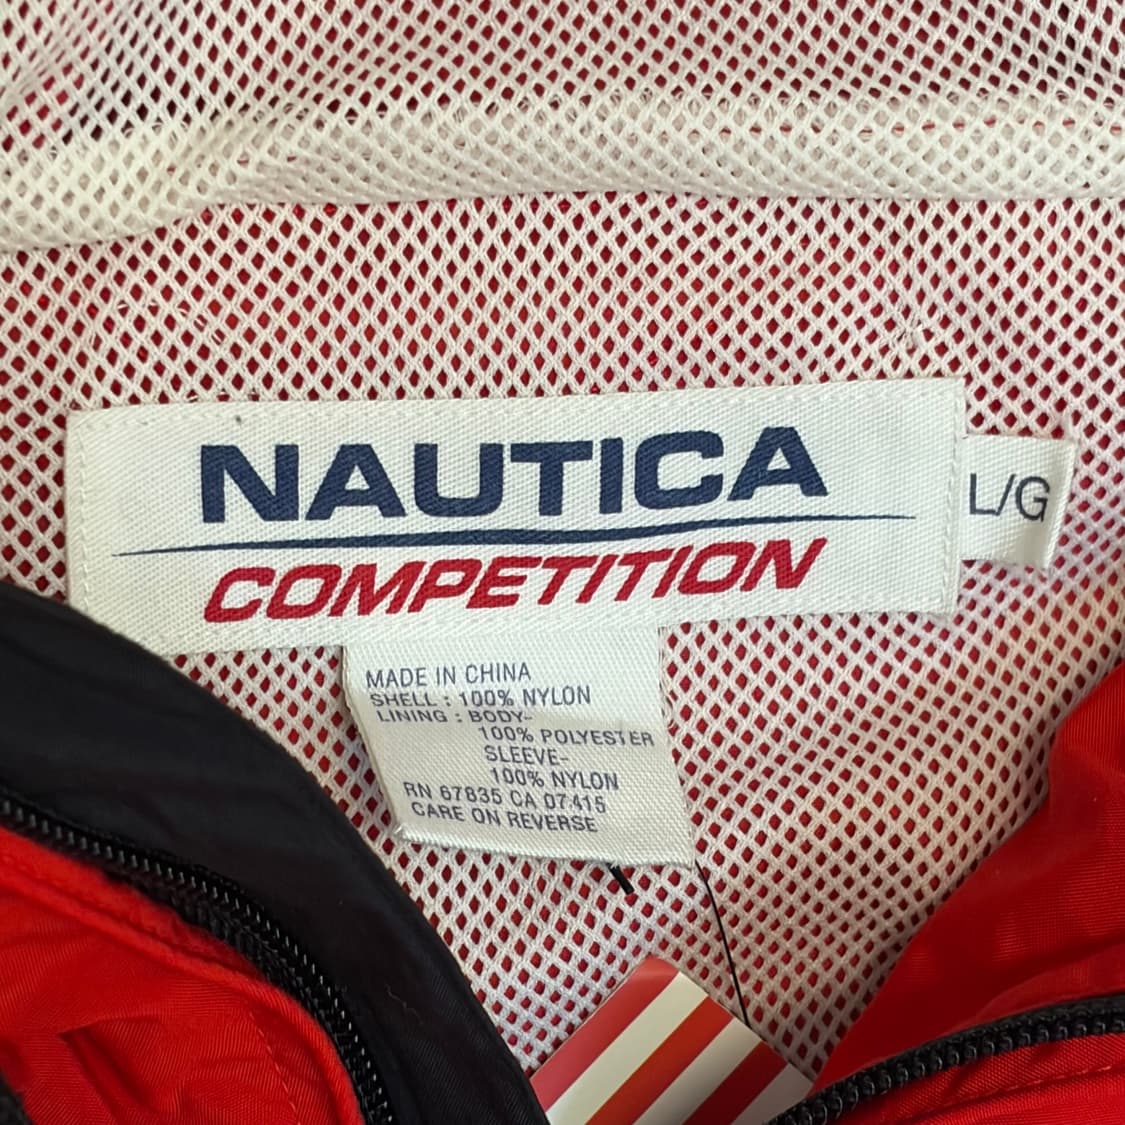 NAUTICA
COMPETITION
L/G
MADE IN CHINA
SHELL : 100% NYLON
LINING : BODY-
100% POLYESTER
SLEEVE-
100% NYLON
RN 67835 CA 07415
CARE ON REVERSE